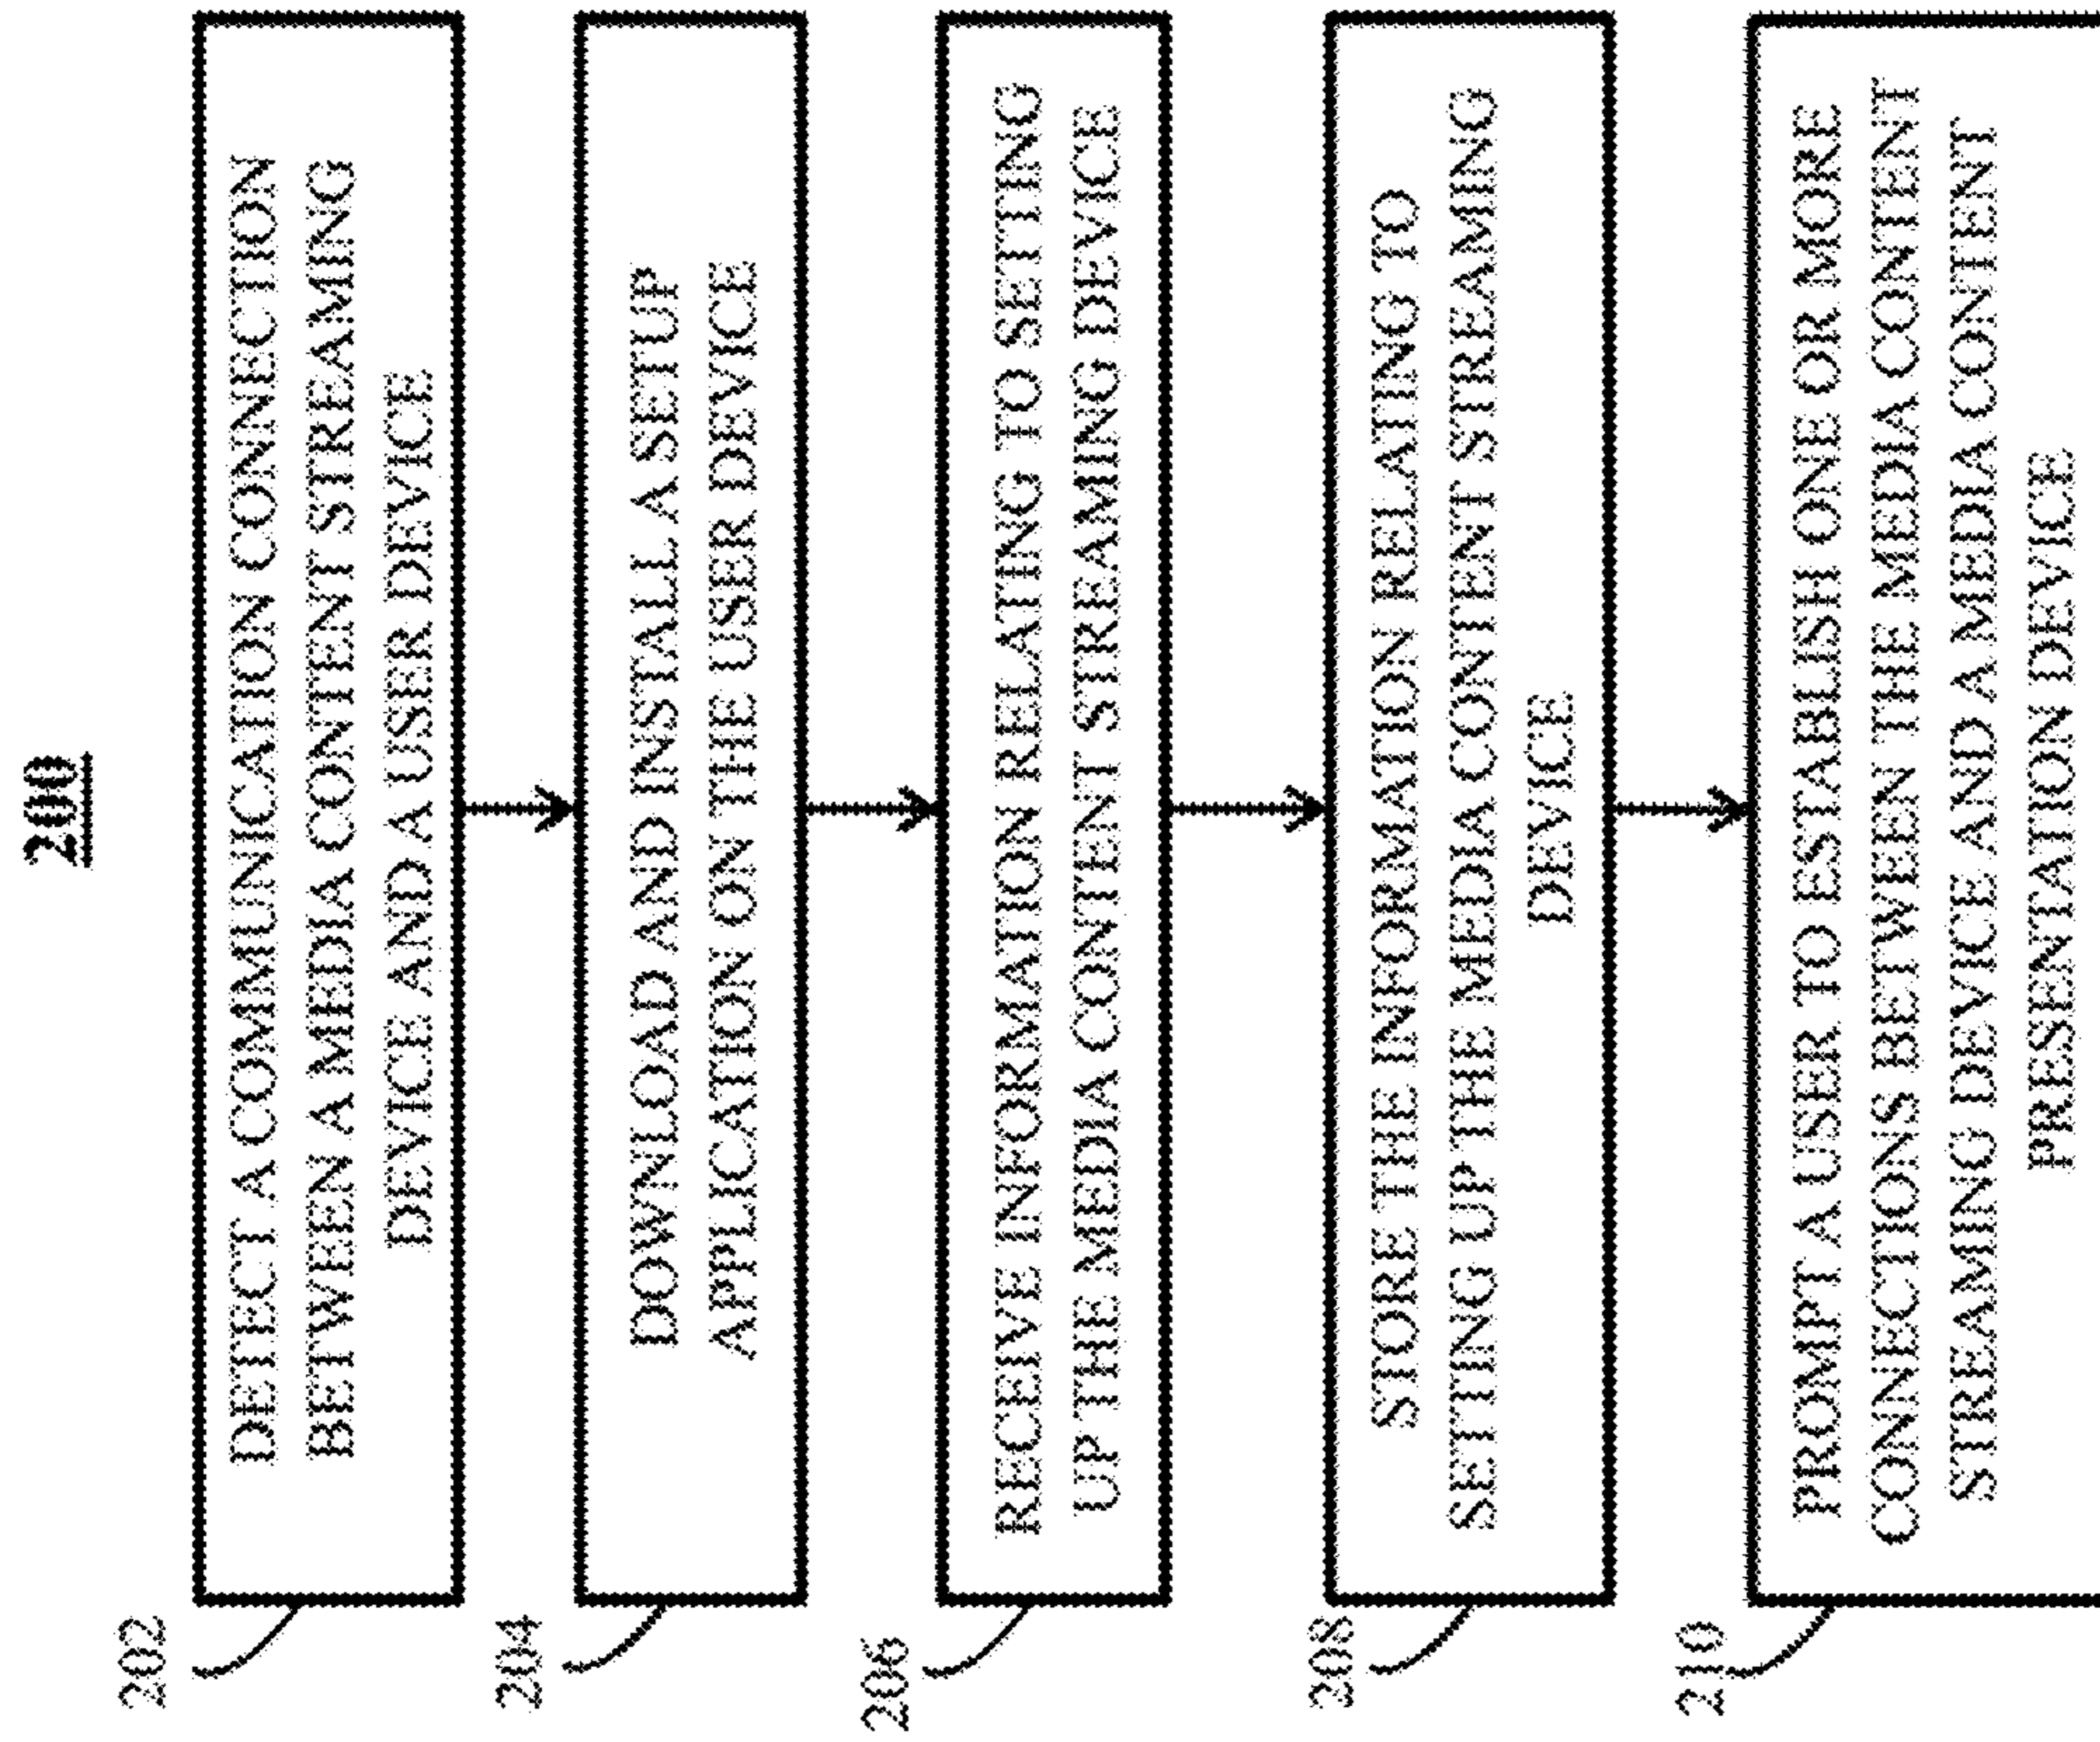 200
202
DETECT A COMMUNICATION CONNECTION
BETWEEN A MEDIA CONTENT STREAMING
DEVICE AND A USER DEVICE
204
DOWNLOAD AND INSTALL A SETUP
APPLICATION ON THE USER DEVICE
206
RECEIVE INFORMATION RELATING TO SETTING
UP THE MEDIA CONTENT STREAMING DEVICE
208
STORE THE INFORMATION RELATING TO
SETTING UP THE MEDIA CONTENT STREAMING
DEVICE
210
PROMPT A USER TO ESTABLISH ONE OR MORE
CONNECTIONS BETWEEN THE MEDIA CONTENT
STREAMING DEVICE AND A MEDIA CONTENT
PRESENTATION DEVICE